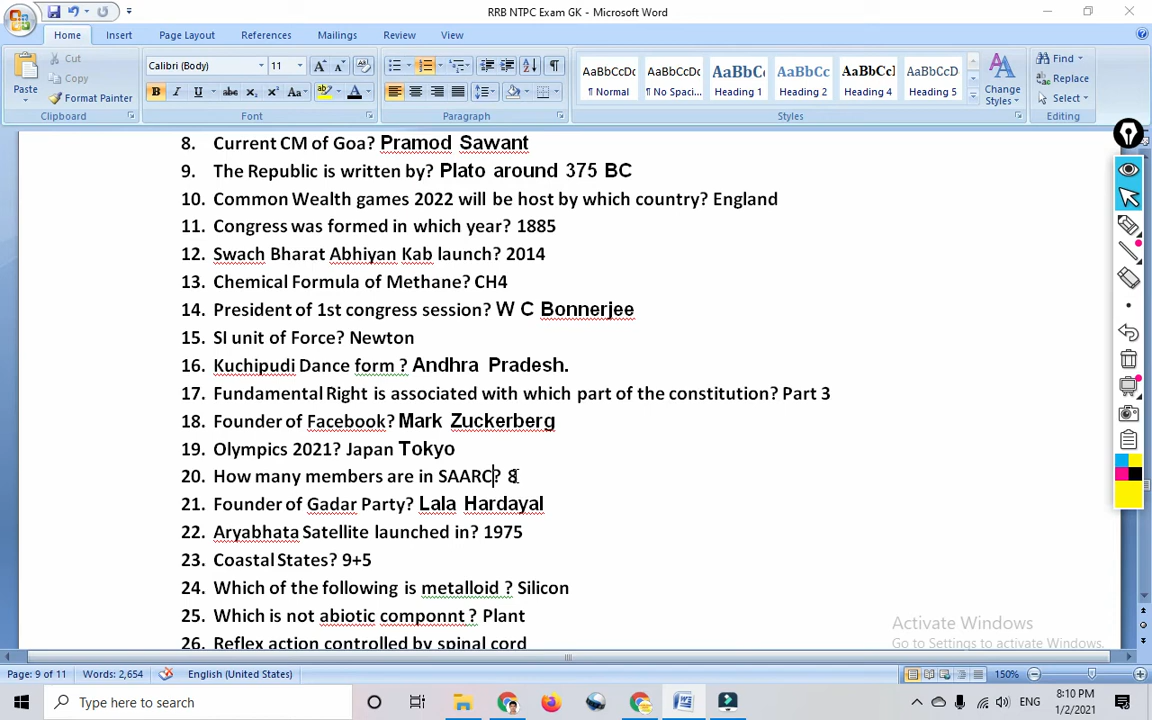 RRB NTPC Exam GK - Microsoft Word
Home Insert Page Layout References Mailings Review View
Paste Cut Copy Format Painter Clipboard
Calibri (Body) 11 Font
Paragraph
AaBbCcDc AaBbCcDc AaBbCc AaBbCc AaBbCcI AaBbCcD
¶ Normal ¶ No Spaci... Heading 1 Heading 2 Heading 4 Heading 5 Change Styles Styles
Find Replace Select Editing
8. Current CM of Goa? Pramod Sawant
9. The Republic is written by? Plato around 375 BC
10. Common Wealth games 2022 will be host by which country? England
11. Congress was formed in which year? 1885
12. Swach Bharat Abhiyan Kab launch? 2014
13. Chemical Formula of Methane? CH4
14. President of 1st congress session? W C Bonnerjee
15. SI unit of Force? Newton
16. Kuchipudi Dance form ? Andhra Pradesh.
17. Fundamental Right is associated with which part of the constitution? Part 3
18. Founder of Facebook? Mark Zuckerberg
19. Olympics 2021? Japan Tokyo
20. How many members are in SAARC? 8
21. Founder of Gadar Party? Lala Hardayal
22. Aryabhata Satellite launched in? 1975
23. Coastal States? 9+5
24. Which of the following is metalloid ? Silicon
25. Which is not abiotic componnt ? Plant
26. Reflex action controlled by spinal cord
Activate Windows
Go to Settings to activate Windows.
Page: 9 of 11 Words: 2,654 English (United States) 150%
Type here to search ENG 8:10 PM
1/2/2021